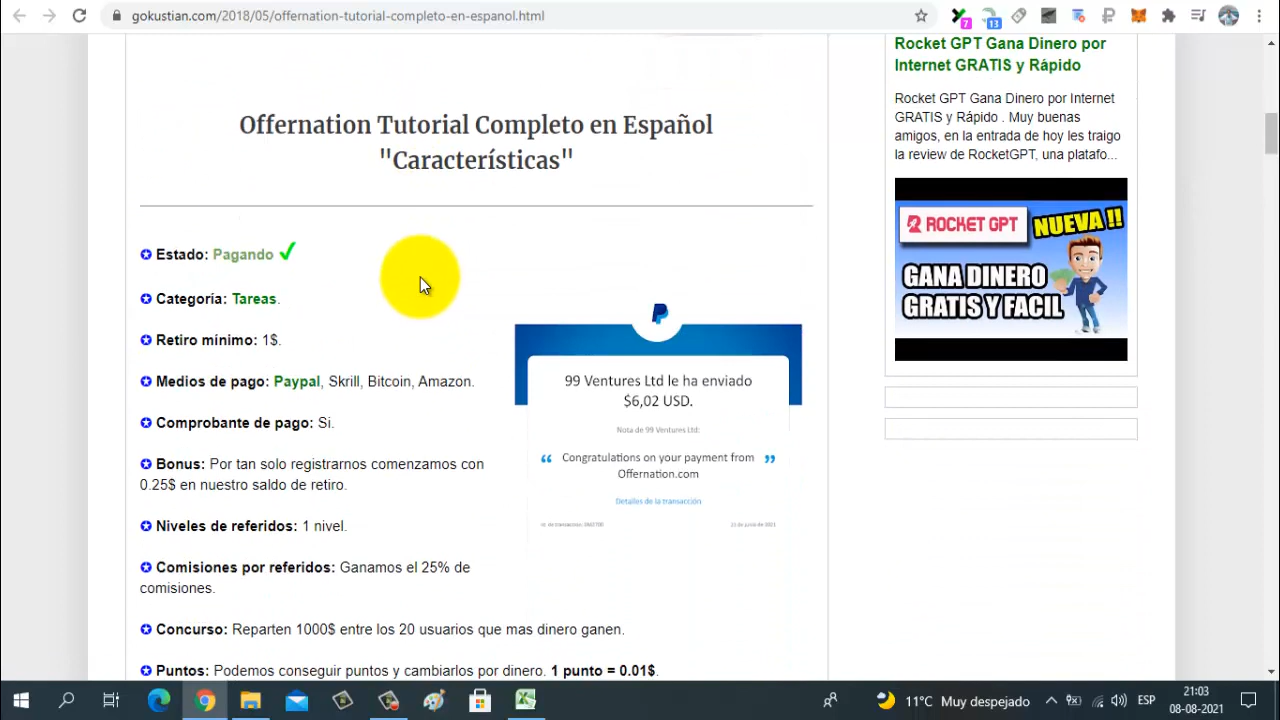 gokustian.com/2018/05/offernation-tutorial-completo-en-espanol.html
7
13
Offernation Tutorial Completo en Español
"Características"
Estado: Pagando
Categoría: Tareas.
Retiro mínimo: 1$.
Medios de pago: Paypal, Skrill, Bitcoin, Amazon.
Comprobante de pago: Si.
Bonus: Por tan solo registrarnos comenzamos con
0.25$ en nuestro saldo de retiro.
Niveles de referidos: 1 nivel.
Comisiones por referidos: Ganamos el 25% de
comisiones.
Concurso: Reparten 1000$ entre los 20 usuarios que mas dinero ganen.
Puntos: Podemos conseguir puntos y cambiarlos por dinero. 1 punto = 0.01$.
99 Ventures Ltd le ha enviado
$6,02 USD.
Nota de 99 Ventures Ltd:
“ Congratulations on your payment from ”
Offernation.com
Detalles de la transacción
Rocket GPT Gana Dinero por
Internet GRATIS y Rápido
Rocket GPT Gana Dinero por Internet
GRATIS y Rápido . Muy buenas
amigos, en la entrada de hoy les traigo
la review de RocketGPT, una platafo...
ROCKET GPT
NUEVA !!
GANA DINERO
GRATIS Y FACIL
11°C Muy despejado
ESP
21:03
08-08-2021